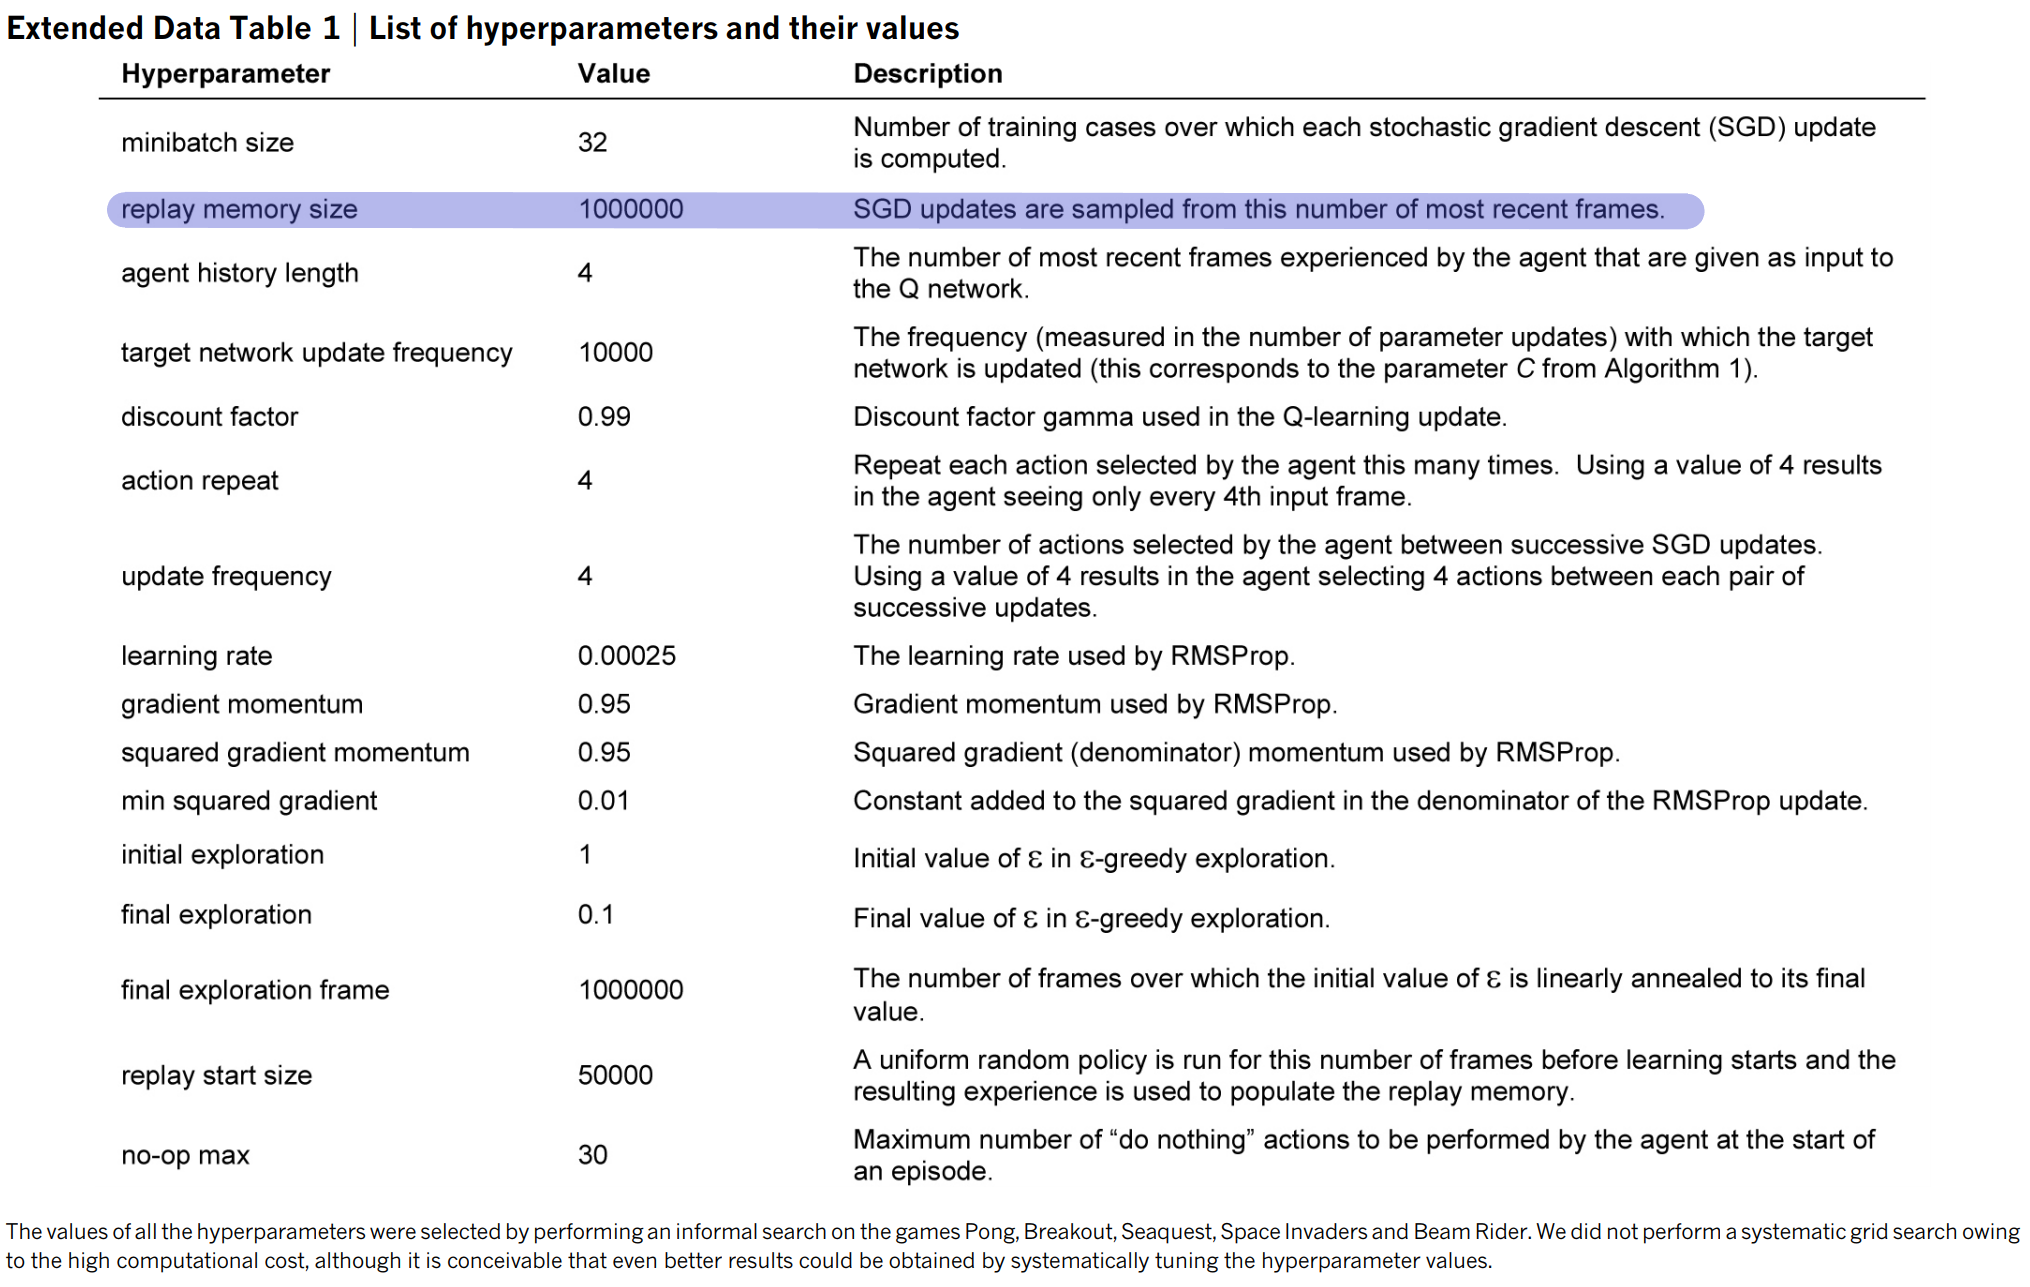 Extended Data Table 1 | List of hyperparameters and their values
Hyperparameter Value Description
minibatch size 32 Number of training cases over which each stochastic gradient descent (SGD) update
is computed.
replay memory size 1000000 SGD updates are sampled from this number of most recent frames.
agent history length 4 The number of most recent frames experienced by the agent that are given as input to
the Q network.
target network update frequency 10000 The frequency (measured in the number of parameter updates) with which the target
network is updated (this corresponds to the parameter C from Algorithm 1).
discount factor 0.99 Discount factor gamma used in the Q-learning update.
action repeat 4 Repeat each action selected by the agent this many times. Using a value of 4 results
in the agent seeing only every 4th input frame.
update frequency 4 The number of actions selected by the agent between successive SGD updates.
Using a value of 4 results in the agent selecting 4 actions between each pair of
successive updates.
learning rate 0.00025 The learning rate used by RMSProp.
gradient momentum 0.95 Gradient momentum used by RMSProp.
squared gradient momentum 0.95 Squared gradient (denominator) momentum used by RMSProp.
min squared gradient 0.01 Constant added to the squared gradient in the denominator of the RMSProp update.
initial exploration 1 Initial value of ε in ε-greedy exploration.
final exploration 0.1 Final value of ε in ε-greedy exploration.
final exploration frame 1000000 The number of frames over which the initial value of ε is linearly annealed to its final
value.
replay start size 50000 A uniform random policy is run for this number of frames before learning starts and the
resulting experience is used to populate the replay memory.
no-op max 30 Maximum number of “do nothing” actions to be performed by the agent at the start of
an episode.
The values of all the hyperparameters were selected by performing an informal search on the games Pong, Breakout, Seaquest, Space Invaders and Beam Rider. We did not perform a systematic grid search owing
to the high computational cost, although it is conceivable that even better results could be obtained by systematically tuning the hyperparameter values.